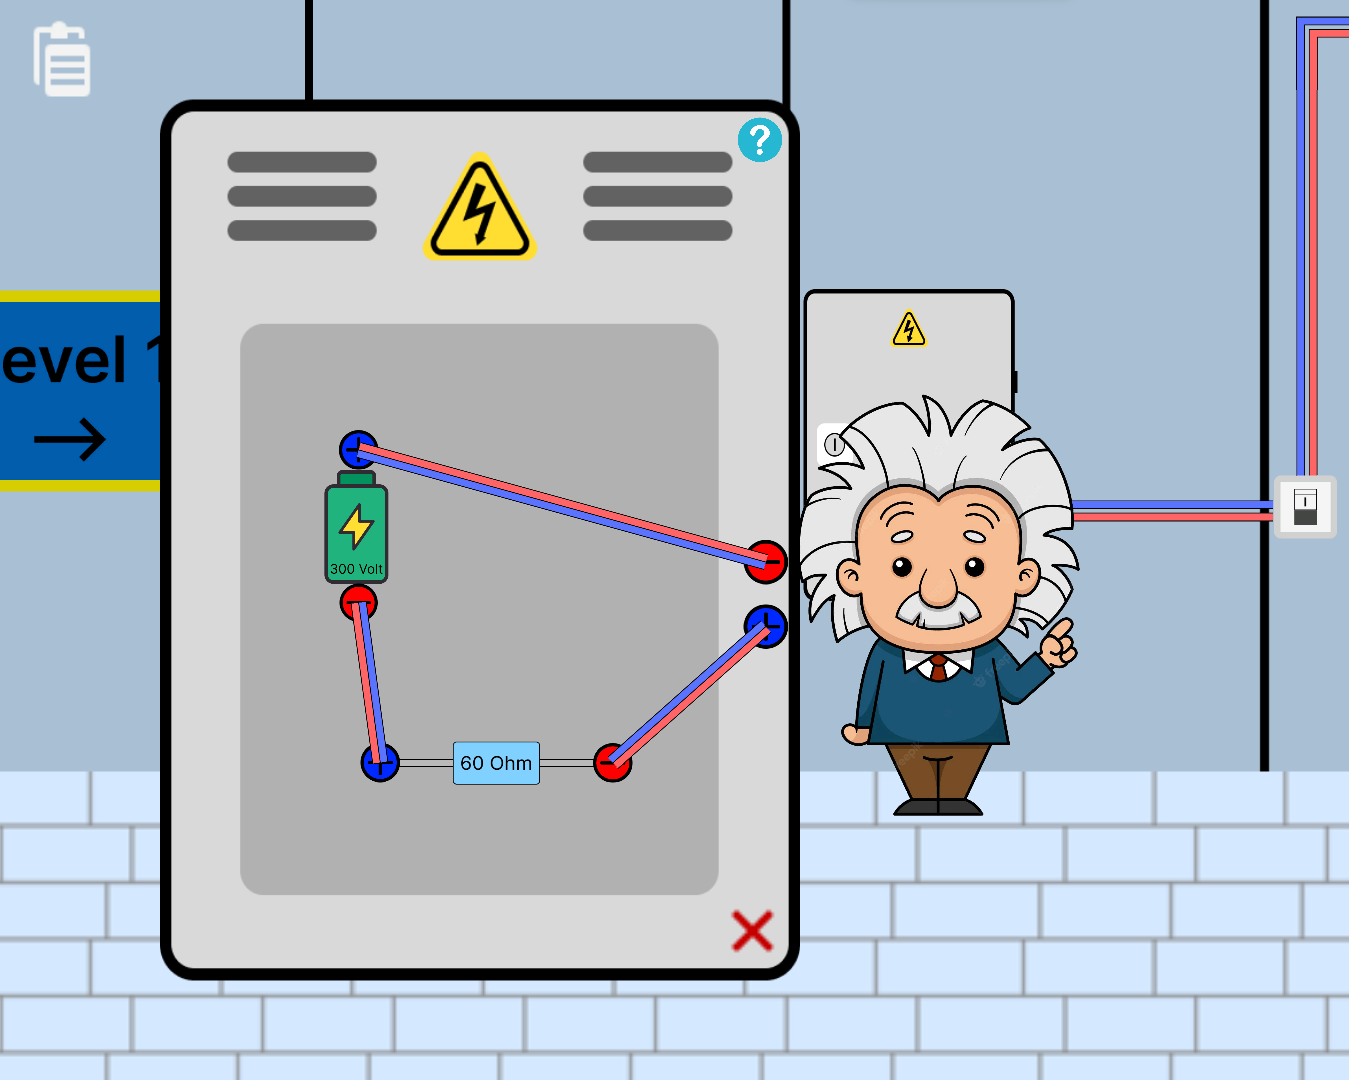 evel 1
→
300 Volt
60 Ohm
?